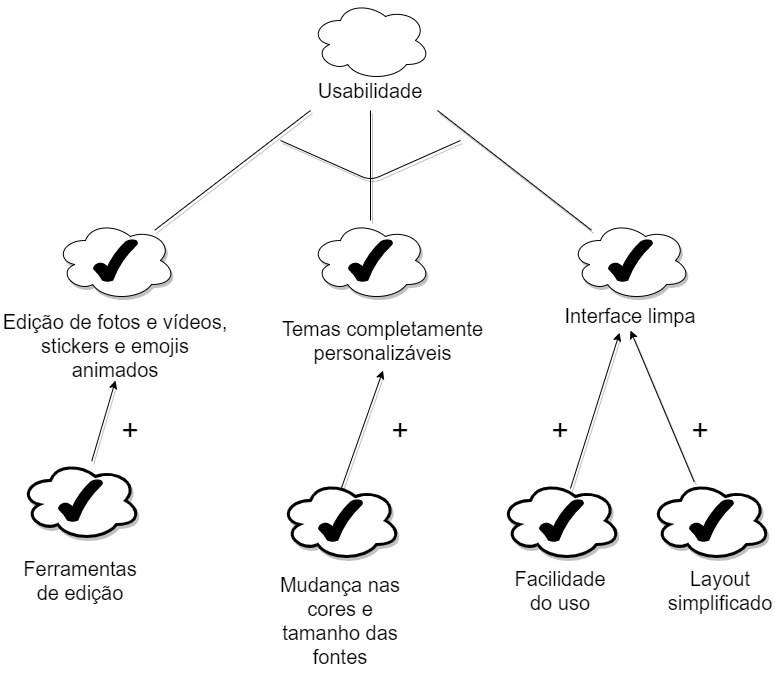 Usabilidade
Edição de fotos e vídeos,
stickers e emojis
animados
Temas completamente
personalizáveis
Interface limpa
+
+
+
+
Ferramentas
de edição
Mudança nas
cores e
tamanho das
fontes
Facilidade
do uso
Layout
simplificado